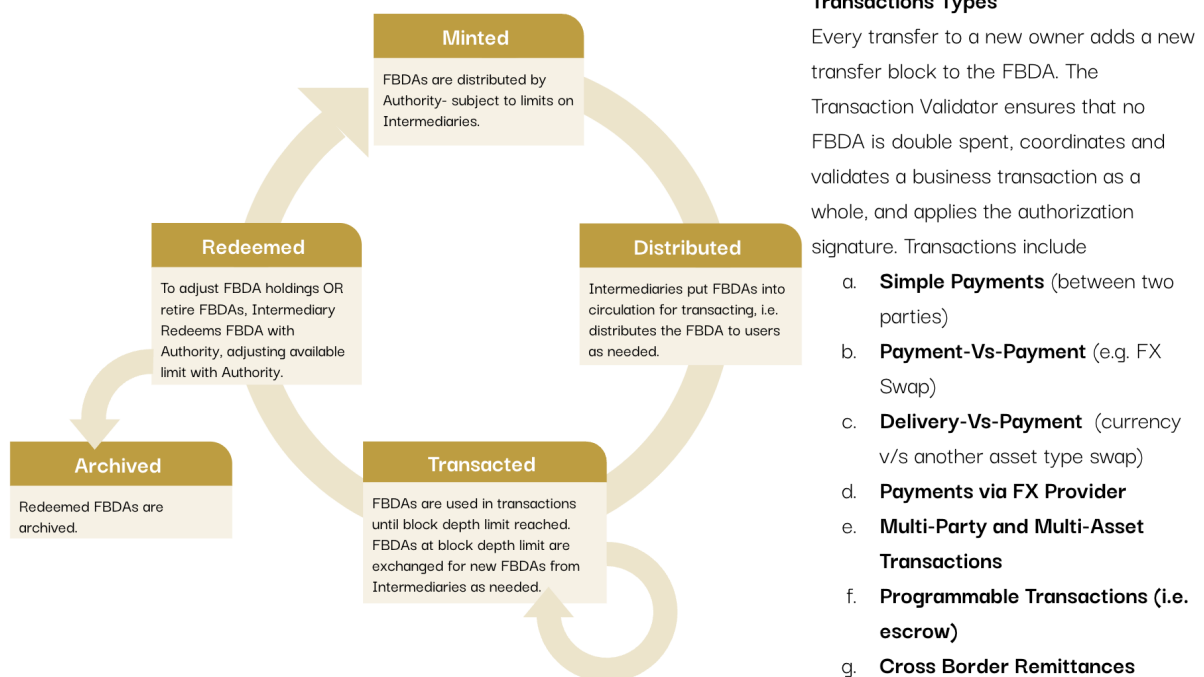 Minted
FBDAs are distributed by
Authority- subject to limits on
Intermediaries.
Distributed
Intermediaries put FBDAs into
circulation for transacting, i.e.
distributes the FBDA to users
as needed.
Transacted
FBDAs are used in transactions
until block depth limit reached.
FBDAs at block depth limit are
exchanged for new FBDAs from
Intermediaries as needed.
Redeemed
To adjust FBDA holdings OR
retire FBDAs, Intermediary
Redeems FBDA with
Authority, adjusting available
limit with Authority.
Archived
Redeemed FBDAs are
archived.
Transactions Types
Every transfer to a new owner adds a new
transfer block to the FBDA. The
Transaction Validator ensures that no
FBDA is double spent, coordinates and
validates a business transaction as a
whole, and applies the authorization
signature. Transactions include
a. Simple Payments (between two
parties)
b. Payment-Vs-Payment (e.g. FX
Swap)
c. Delivery-Vs-Payment (currency
v/s another asset type swap)
d. Payments via FX Provider
e. Multi-Party and Multi-Asset
Transactions
f. Programmable Transactions (i.e.
escrow)
g. Cross Border Remittances